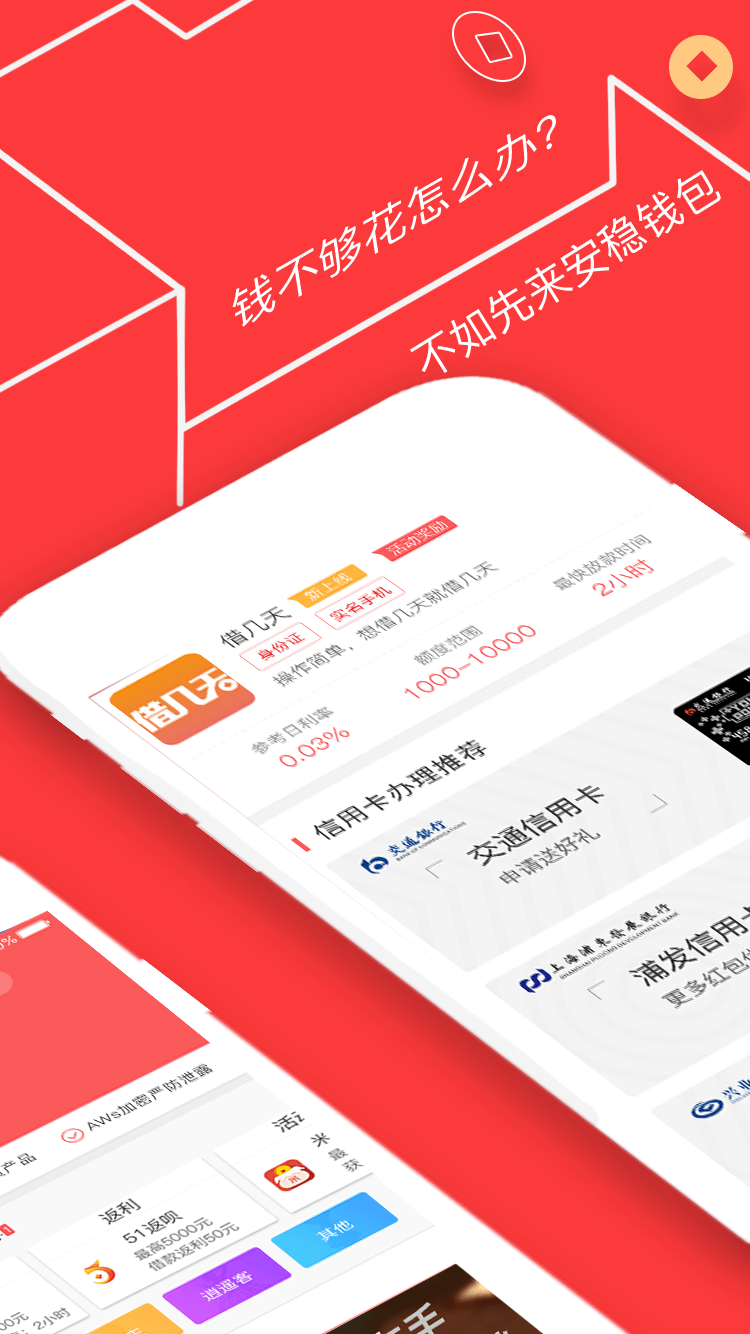 钱不够花怎么办?
不如先来安稳钱包
借几天
新上线
活动奖励
身份证
实名手机
操作简单，想借几天就借几天
借几天
参考日利率
0.03%
额度范围
1000-10000
最快放款时间
2小时
信用卡办理推荐
交通银行
BANK OF COMMUNICATIONS
交通信用卡
申请送好礼
上海浦东发展银行
SHANGHAI PUDONG DEVELOPMENT BANK
浦发信用卡
更多红包
兴业
AWs加密严防泄露
产品
返利
51返呗
最高5000元
借款返利50元
活动
米
最
获
2小时
逍遥客
其他